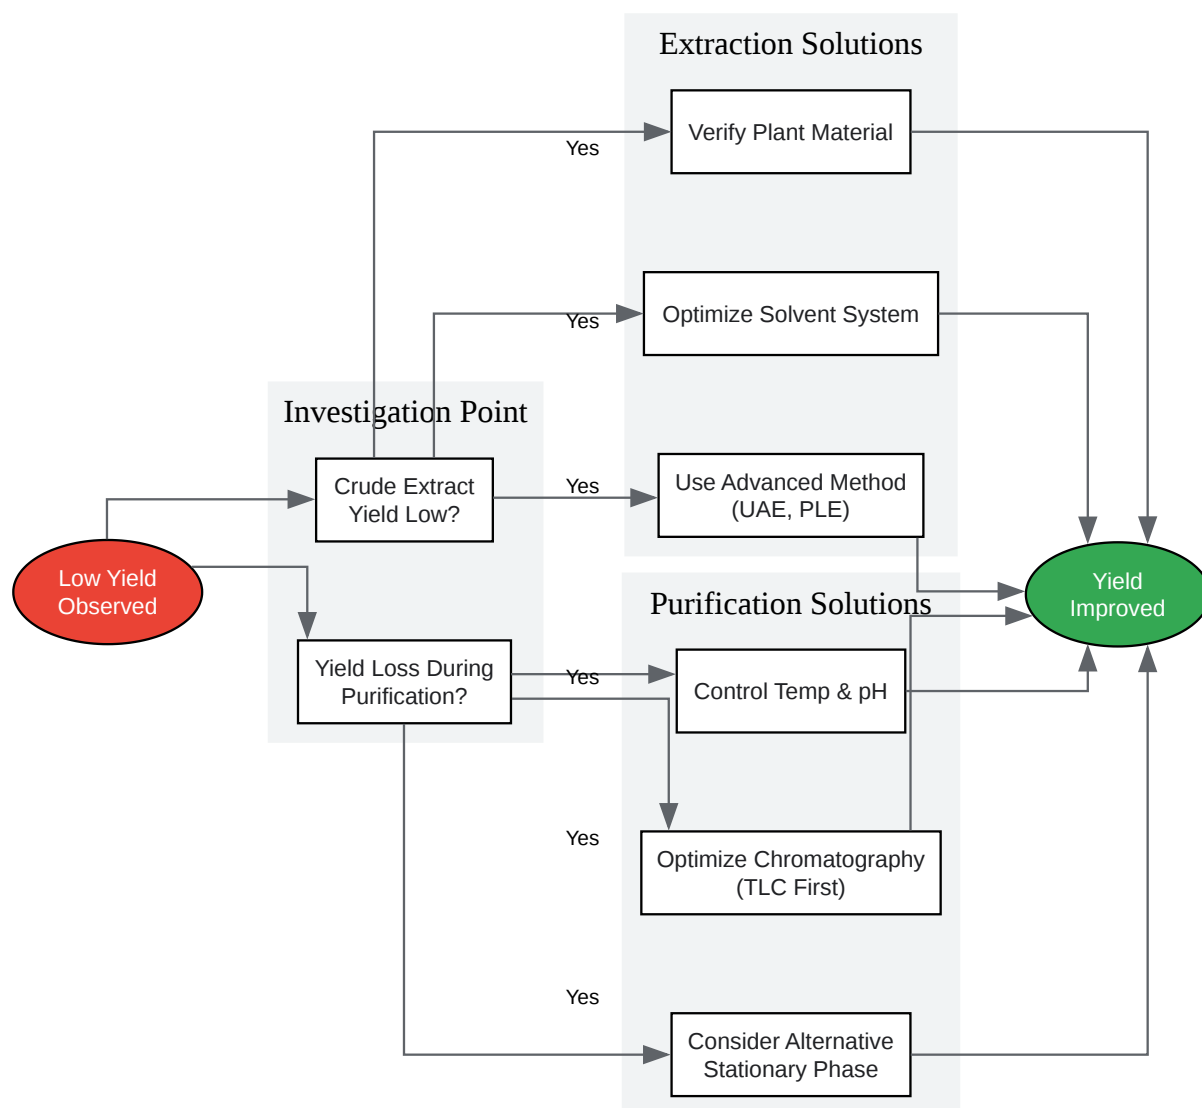 Extraction Solutions
Verify Plant Material
Yes
Optimize Solvent System
Yes
Investigation Point
Crude Extract
Yield Low?
Yes
Use Advanced Method
(UAE, PLE)
Low Yield
Observed
Yield
Improved
Purification Solutions
Yield Loss During
Purification?
Yes
Control Temp & pH
Yes
Optimize Chromatography
(TLC First)
Yes
Consider Alternative
Stationary Phase